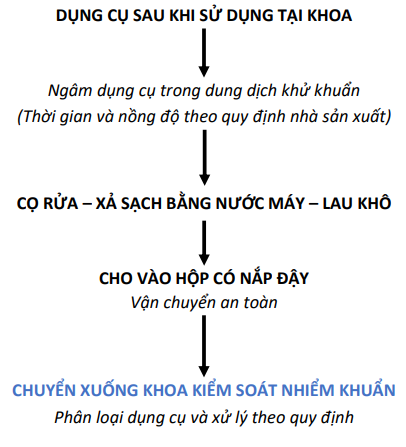 DỤNG CỤ SAU KHI SỬ DỤNG TẠI KHOA
Ngâm dụng cụ trong dung dịch khử khuẩn
(Thời gian và nồng độ theo quy định nhà sản xuất)
CỌ RỬA – XẢ SẠCH BẰNG NƯỚC MÁY – LAU KHÔ
CHO VÀO HỘP CÓ NẮP ĐẬY
Vận chuyển an toàn
CHUYỂN XUỐNG KHOA KIỂM SOÁT NHIỄM KHUẨN
Phân loại dụng cụ và xử lý theo quy định